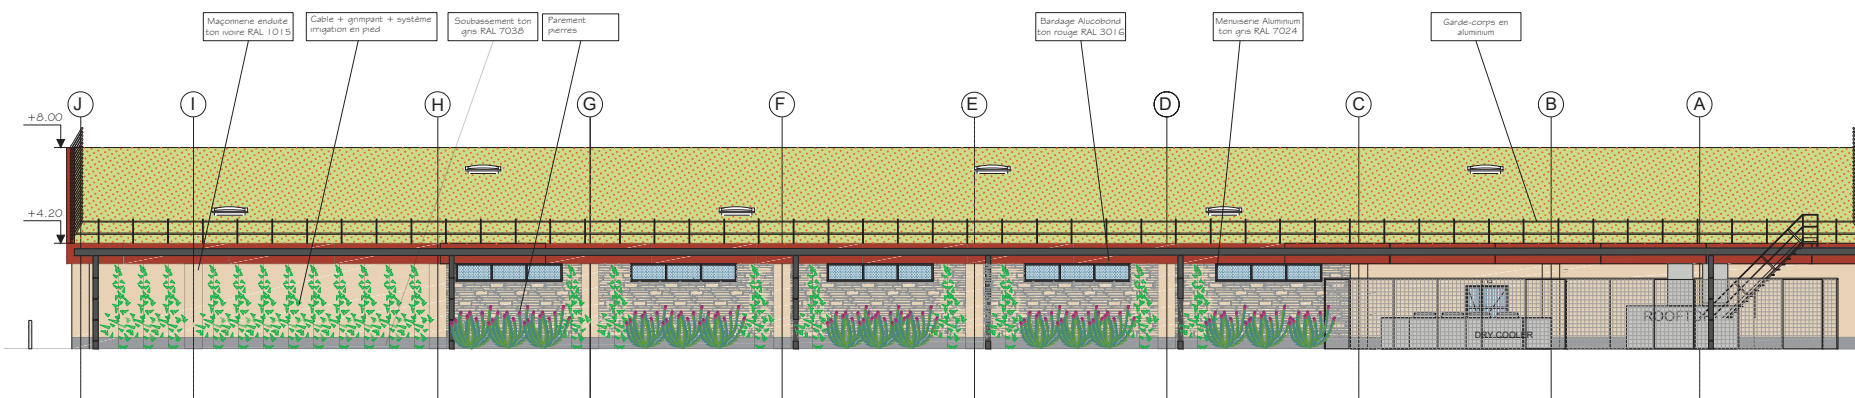 Maçonnerie enduite
ton ivoire RAL 1015
Cable + grimpant + système
irrigation en pied
Soubassement ton
gris RAL 7038
Parement
pierres
Bardage Alucobond
ton rouge RAL 3016
Menuiserie Aluminium
ton gris RAL 7024
Garde-corps en
aluminium
J
I
H
G
F
E
D
C
B
A
+8.00
+4.20
ROOFTOP
DRY COOLER